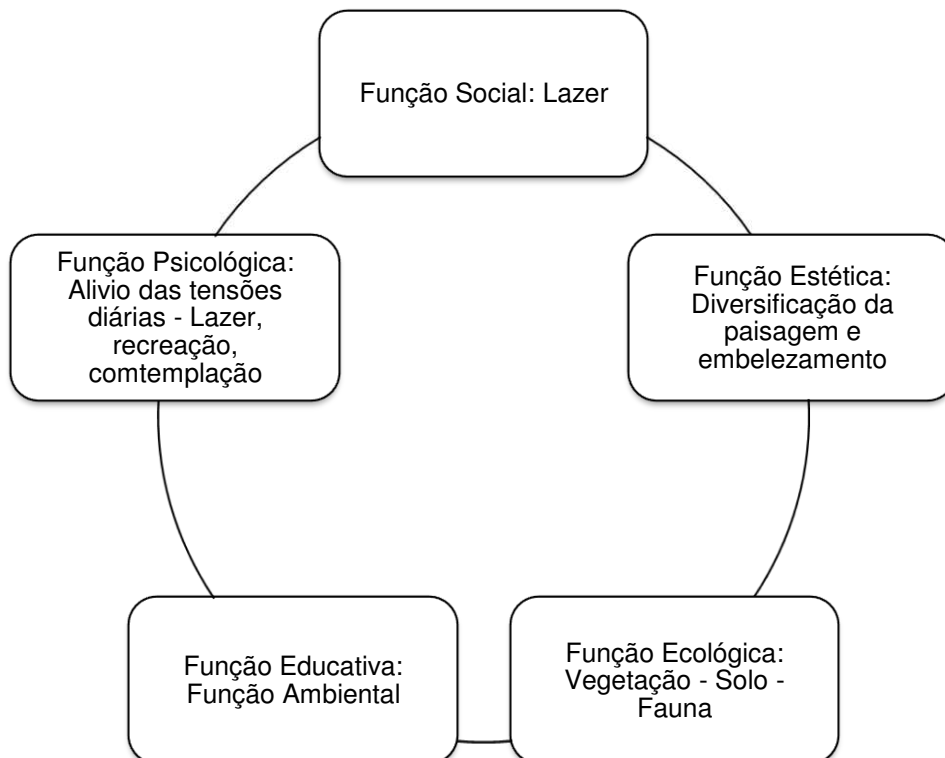 Função Social: Lazer
Função Psicológica:
Alivio das tensões
diárias - Lazer,
recreação,
comtemplação
Função Estética:
Diversificação da
paisagem e
embelezamento
Função Educativa:
Função Ambiental
Função Ecológica:
Vegetação - Solo -
Fauna